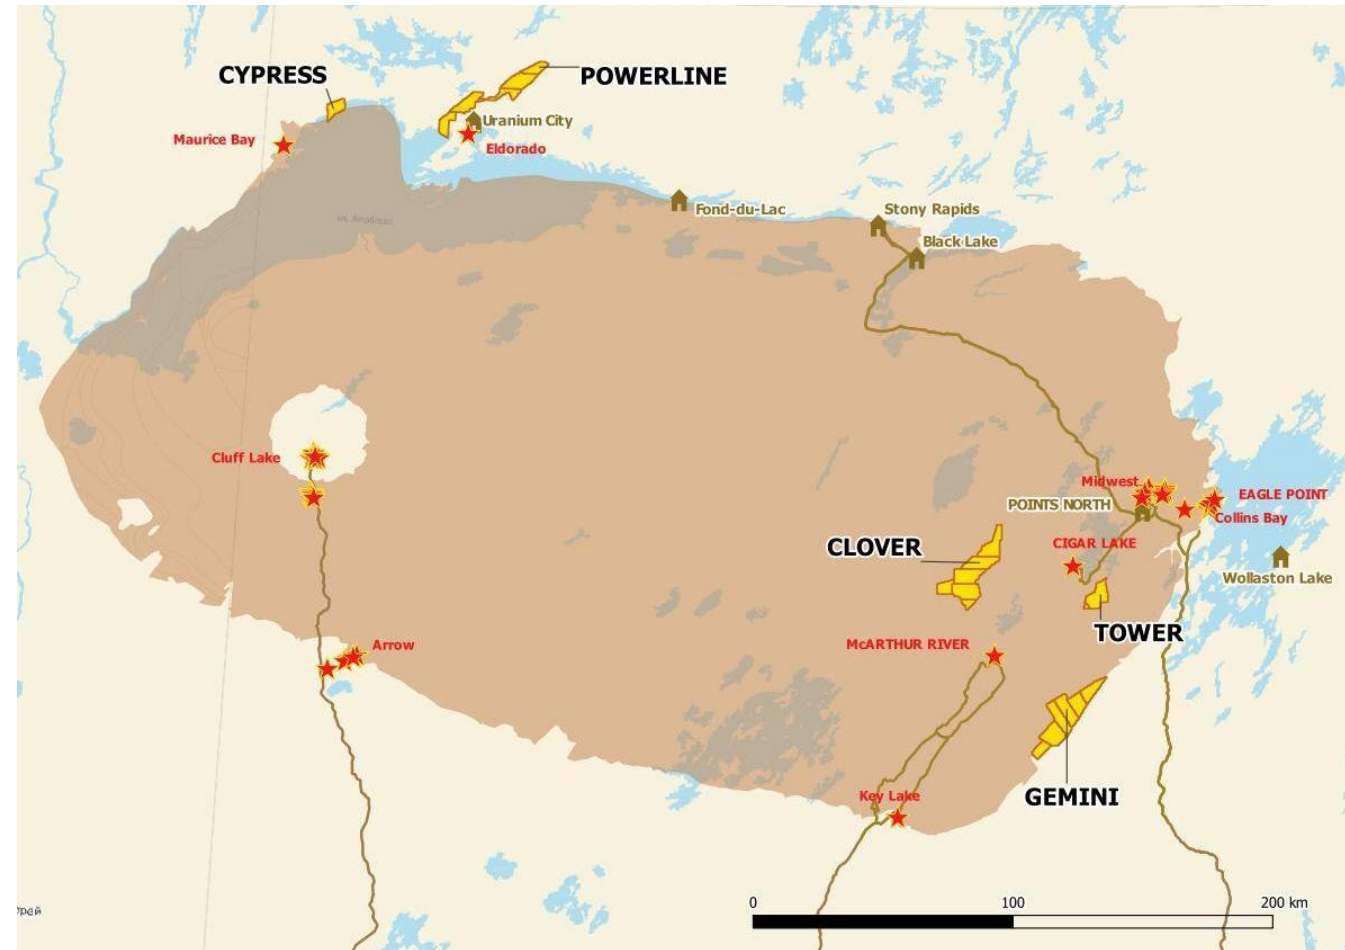 CYPRESS
POWERLINE
Maurice Bay
Uranium City
Eldorado
Fond-du-Lac
Stony Rapids
Black Lake
Cluff Lake
Midwest
EAGLE POINT
POINTS NORTH
Collins Bay
CLOVER
CIGAR LAKE
Wollaston Lake
TOWER
Arrow
McARTHUR RIVER
Key Lake
GEMINI
0 100 200 km